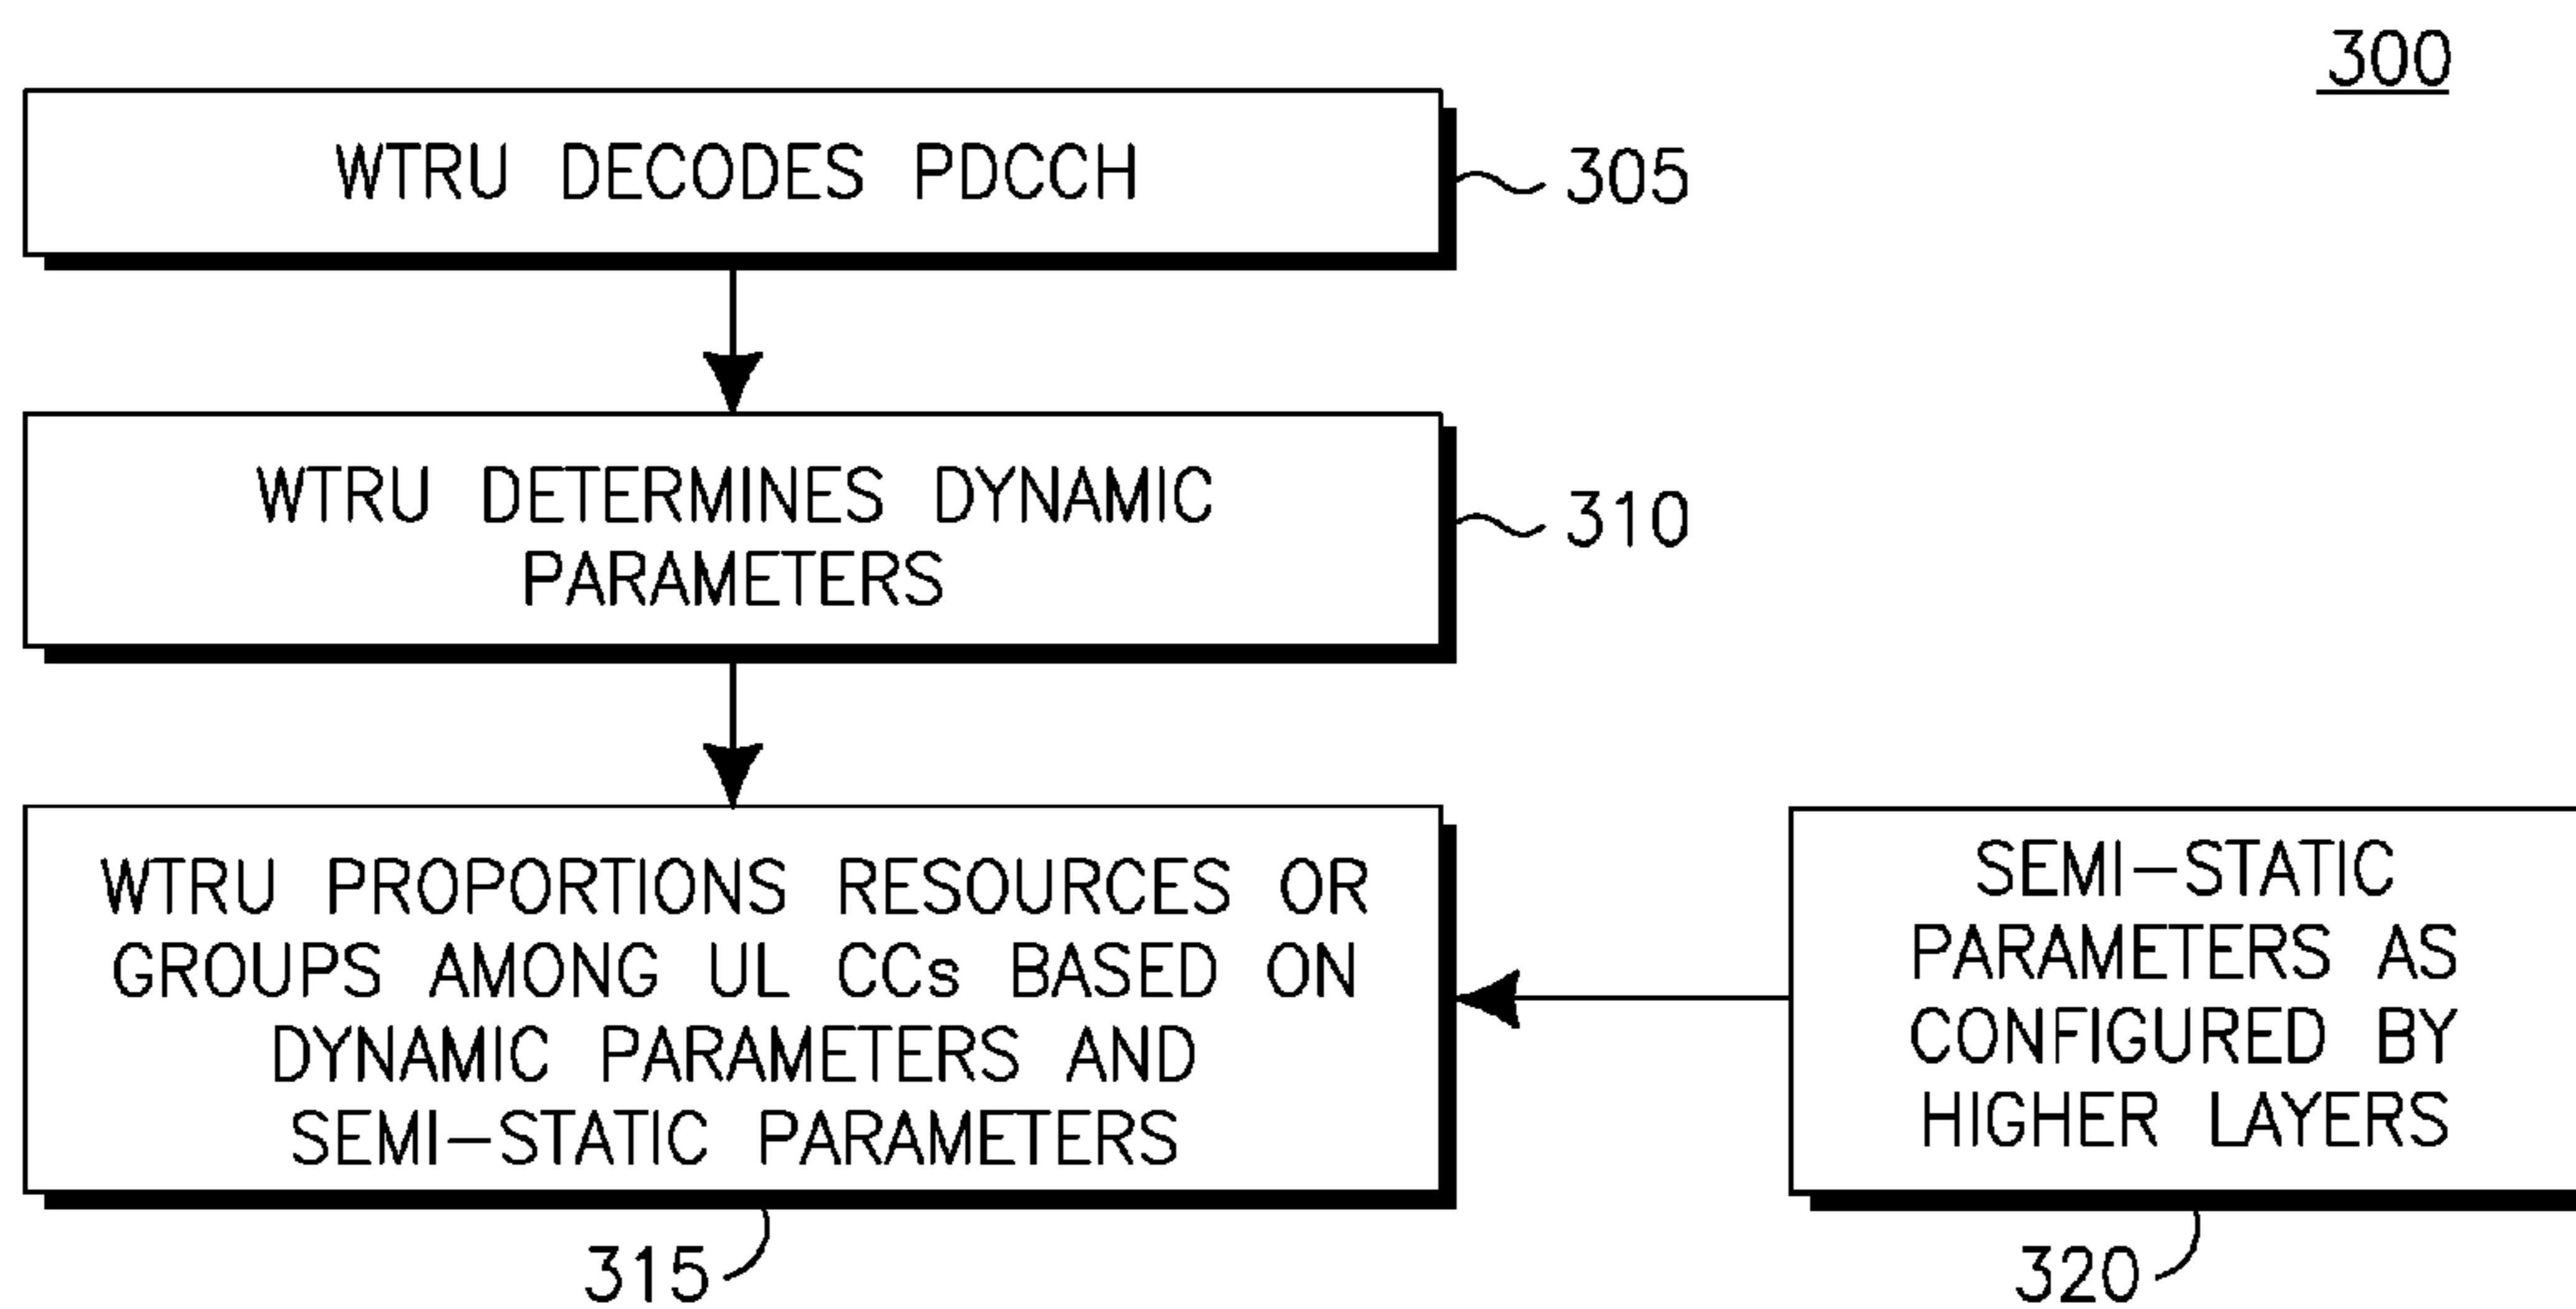 300
WTRU DECODES PDCCH
305
WTRU DETERMINES DYNAMIC
PARAMETERS
310
WTRU PROPORTIONS RESOURCES OR
GROUPS AMONG UL CCs BASED ON
DYNAMIC PARAMETERS AND
SEMI-STATIC PARAMETERS
315
SEMI-STATIC
PARAMETERS AS
CONFIGURED BY
HIGHER LAYERS
320